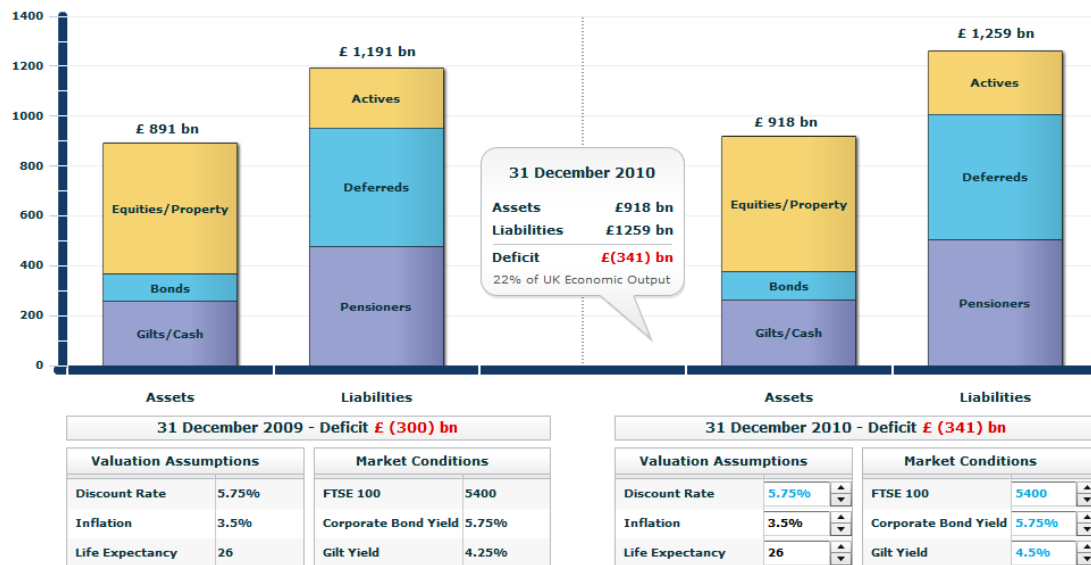 1400
1200
1000
800
600
400
200
0
£ 891 bn
Equities/Property
Bonds
Gilts/Cash
£ 1,191 bn
Actives
Deferreds
Pensioners
31 December 2010
Assets £918 bn
Liabilities £1259 bn
Deficit £(341) bn
22% of UK Economic Output
£ 918 bn
Equities/Property
Bonds
Gilts/Cash
£ 1,259 bn
Actives
Deferreds
Pensioners
Assets Liabilities Assets Liabilities
31 December 2009 - Deficit £ (300) bn
Valuation Assumptions Market Conditions
Discount Rate 5.75% FTSE 100 5400
Inflation 3.5% Corporate Bond Yield 5.75%
Life Expectancy 26 Gilt Yield 4.25%
31 December 2010 - Deficit £ (341) bn
Valuation Assumptions Market Conditions
Discount Rate 5.75% FTSE 100 5400
Inflation 3.5% Corporate Bond Yield 5.75%
Life Expectancy 26 Gilt Yield 4.5%